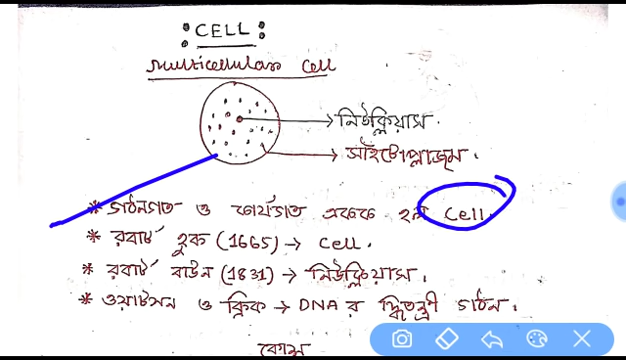 : CELL :
Multicellular Cell
নিউক্লিয়াস.
সাইটোপ্লাজম.
* গঠনগত ও কার্যগত একককে হল Cell.
* রবার্ট হুক (1665) → Cell.
* রবার্ট ব্রাউন (1831) → নিউক্লিয়াস.
* ওয়াটসন ও ক্রিক → DNA র দ্বিতন্ত্রী গঠন.